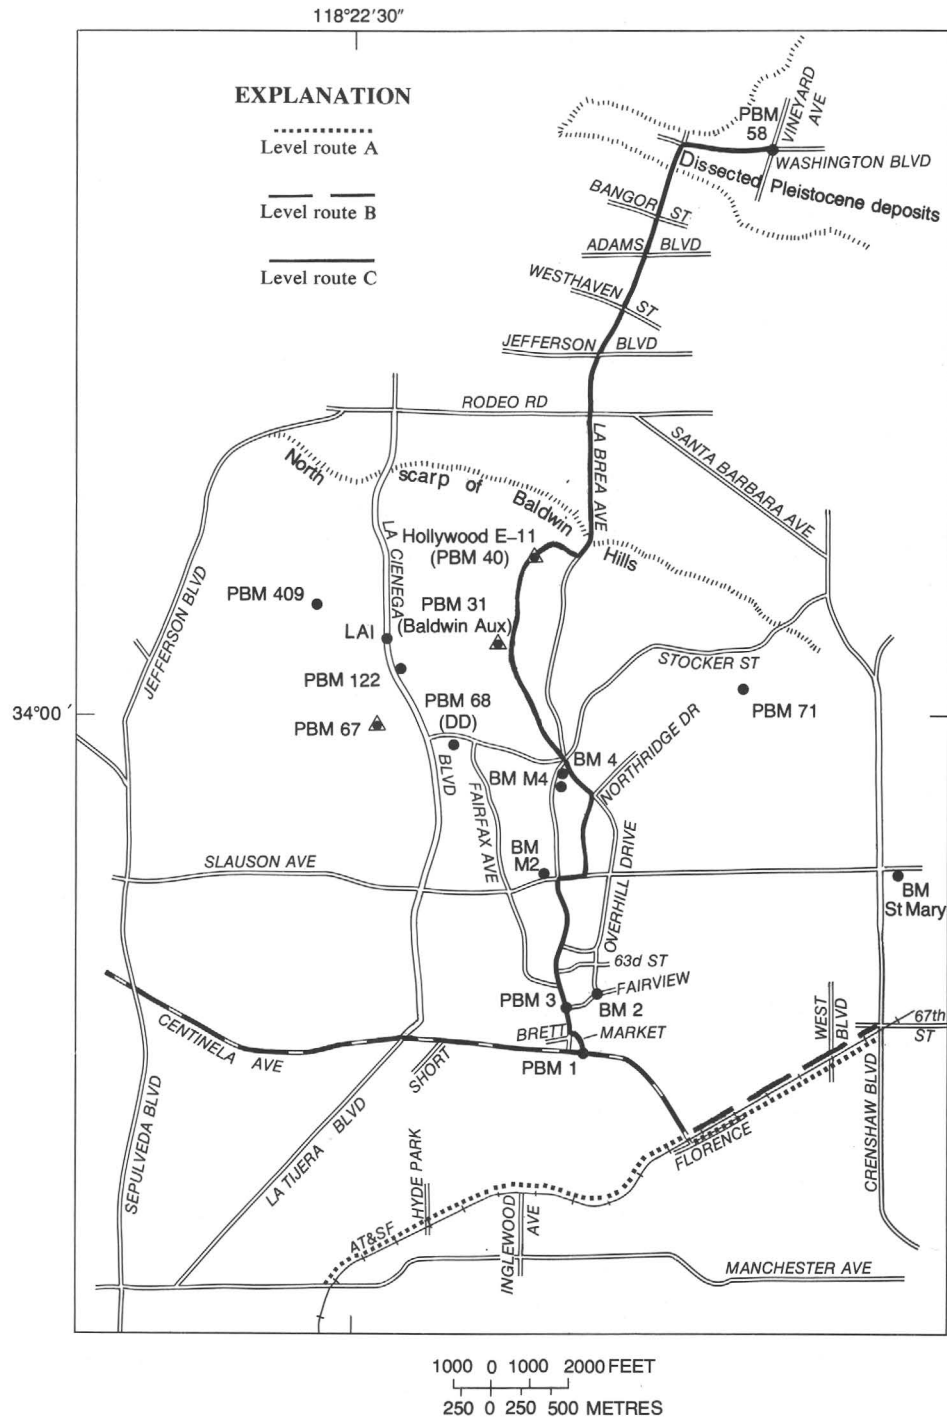 118°22'30"
EXPLANATION
Level route A
Level route B
Level route C
PBM
58
VINEYARD
AVE
WASHINGTON BLVD
Dissected Pleistocene deposits
BANGOR ST
ADAMS BLVD
WESTHAVEN ST
JEFFERSON BLVD
RODEO RD
LA BREA AVE
SANTA BARBARA AVE
North scarp of Baldwin Hills
LA CIENEGA
BLVD
JEFFERSON BLVD
Hollywood E-11
(PBM 40)
PBM 409
PBM 31
(Baldwin Aux)
LAI
PBM 122
STOCKER ST
34°00'
PBM 67
PBM 68
(DD)
PBM 71
NORTHRIDGE DR
BM 4
BM M4
FAIRFAX AVE
OVERHILL DRIVE
SLAUSON AVE
BM
M2
BM
St Mary
63d ST
FAIRVIEW
PBM 3
BM 2
BRETT
MARKET
WEST
BLVD
67th
ST
CENTINELA AVE
SHORT
PBM 1
SEPULVEDA BLVD
LA TIJERA BLVD
FLORENCE
CRENSHAW BLVD
HYDE PARK
AT&SF
INGLEWOOD
AVE
MANCHESTER AVE
1000 0 1000 2000 FEET
250 0 250 500 METRES